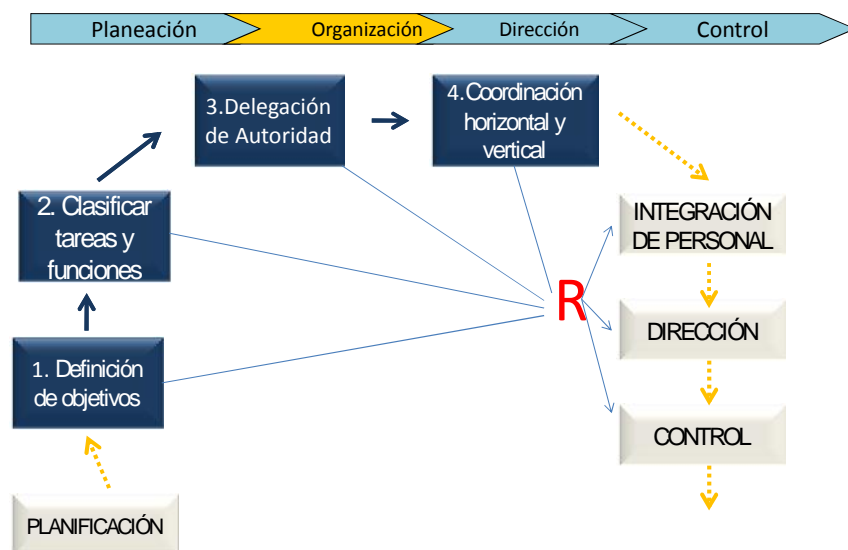 Planeación
Organización
Dirección
Control
3.Delegación
de Autoridad
4.Coordinación
horizontal y
vertical
2. Clasificar
tareas y
funciones
INTEGRACIÓN
DE PERSONAL
R
DIRECCIÓN
1. Definición
de objetivos
CONTROL
PLANIFICACIÓN